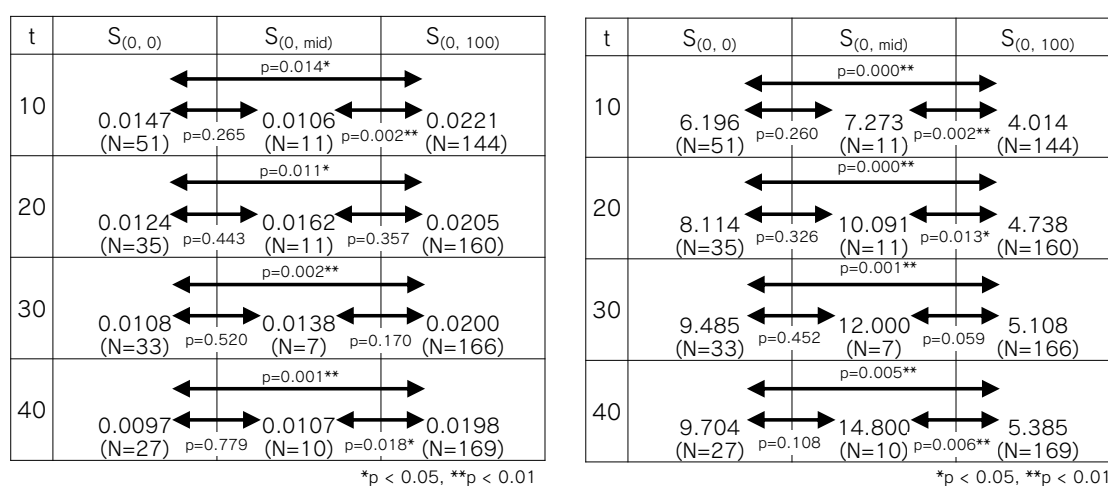 t S(0, 0) S(0, mid) S(0, 100)
p=0.014*
10
0.0147 0.0106 0.0221
p=0.265 p=0.002**
(N=51) (N=11) (N=144)
p=0.011*
20
0.0124 0.0162 0.0205
p=0.443 p=0.357
(N=35) (N=11) (N=160)
p=0.002**
30
0.0108 0.0138 0.0200
p=0.520 p=0.170
(N=33) (N=7) (N=166)
p=0.001**
40
0.0097 0.0107 0.0198
p=0.779 p=0.018*
(N=27) (N=10) (N=169)
*p < 0.05, **p < 0.01
t S(0, 0) S(0, mid) S(0, 100)
p=0.000**
10
6.196 7.273 4.014
p=0.260 p=0.002**
(N=51) (N=11) (N=144)
p=0.000**
20
8.114 10.091 4.738
p=0.326 p=0.013*
(N=35) (N=11) (N=160)
p=0.001**
30
9.485 12.000 5.108
p=0.452 p=0.059
(N=33) (N=7) (N=166)
p=0.005**
40
9.704 14.800 5.385
p=0.108 p=0.006**
(N=27) (N=10) (N=169)
*p < 0.05, **p < 0.01